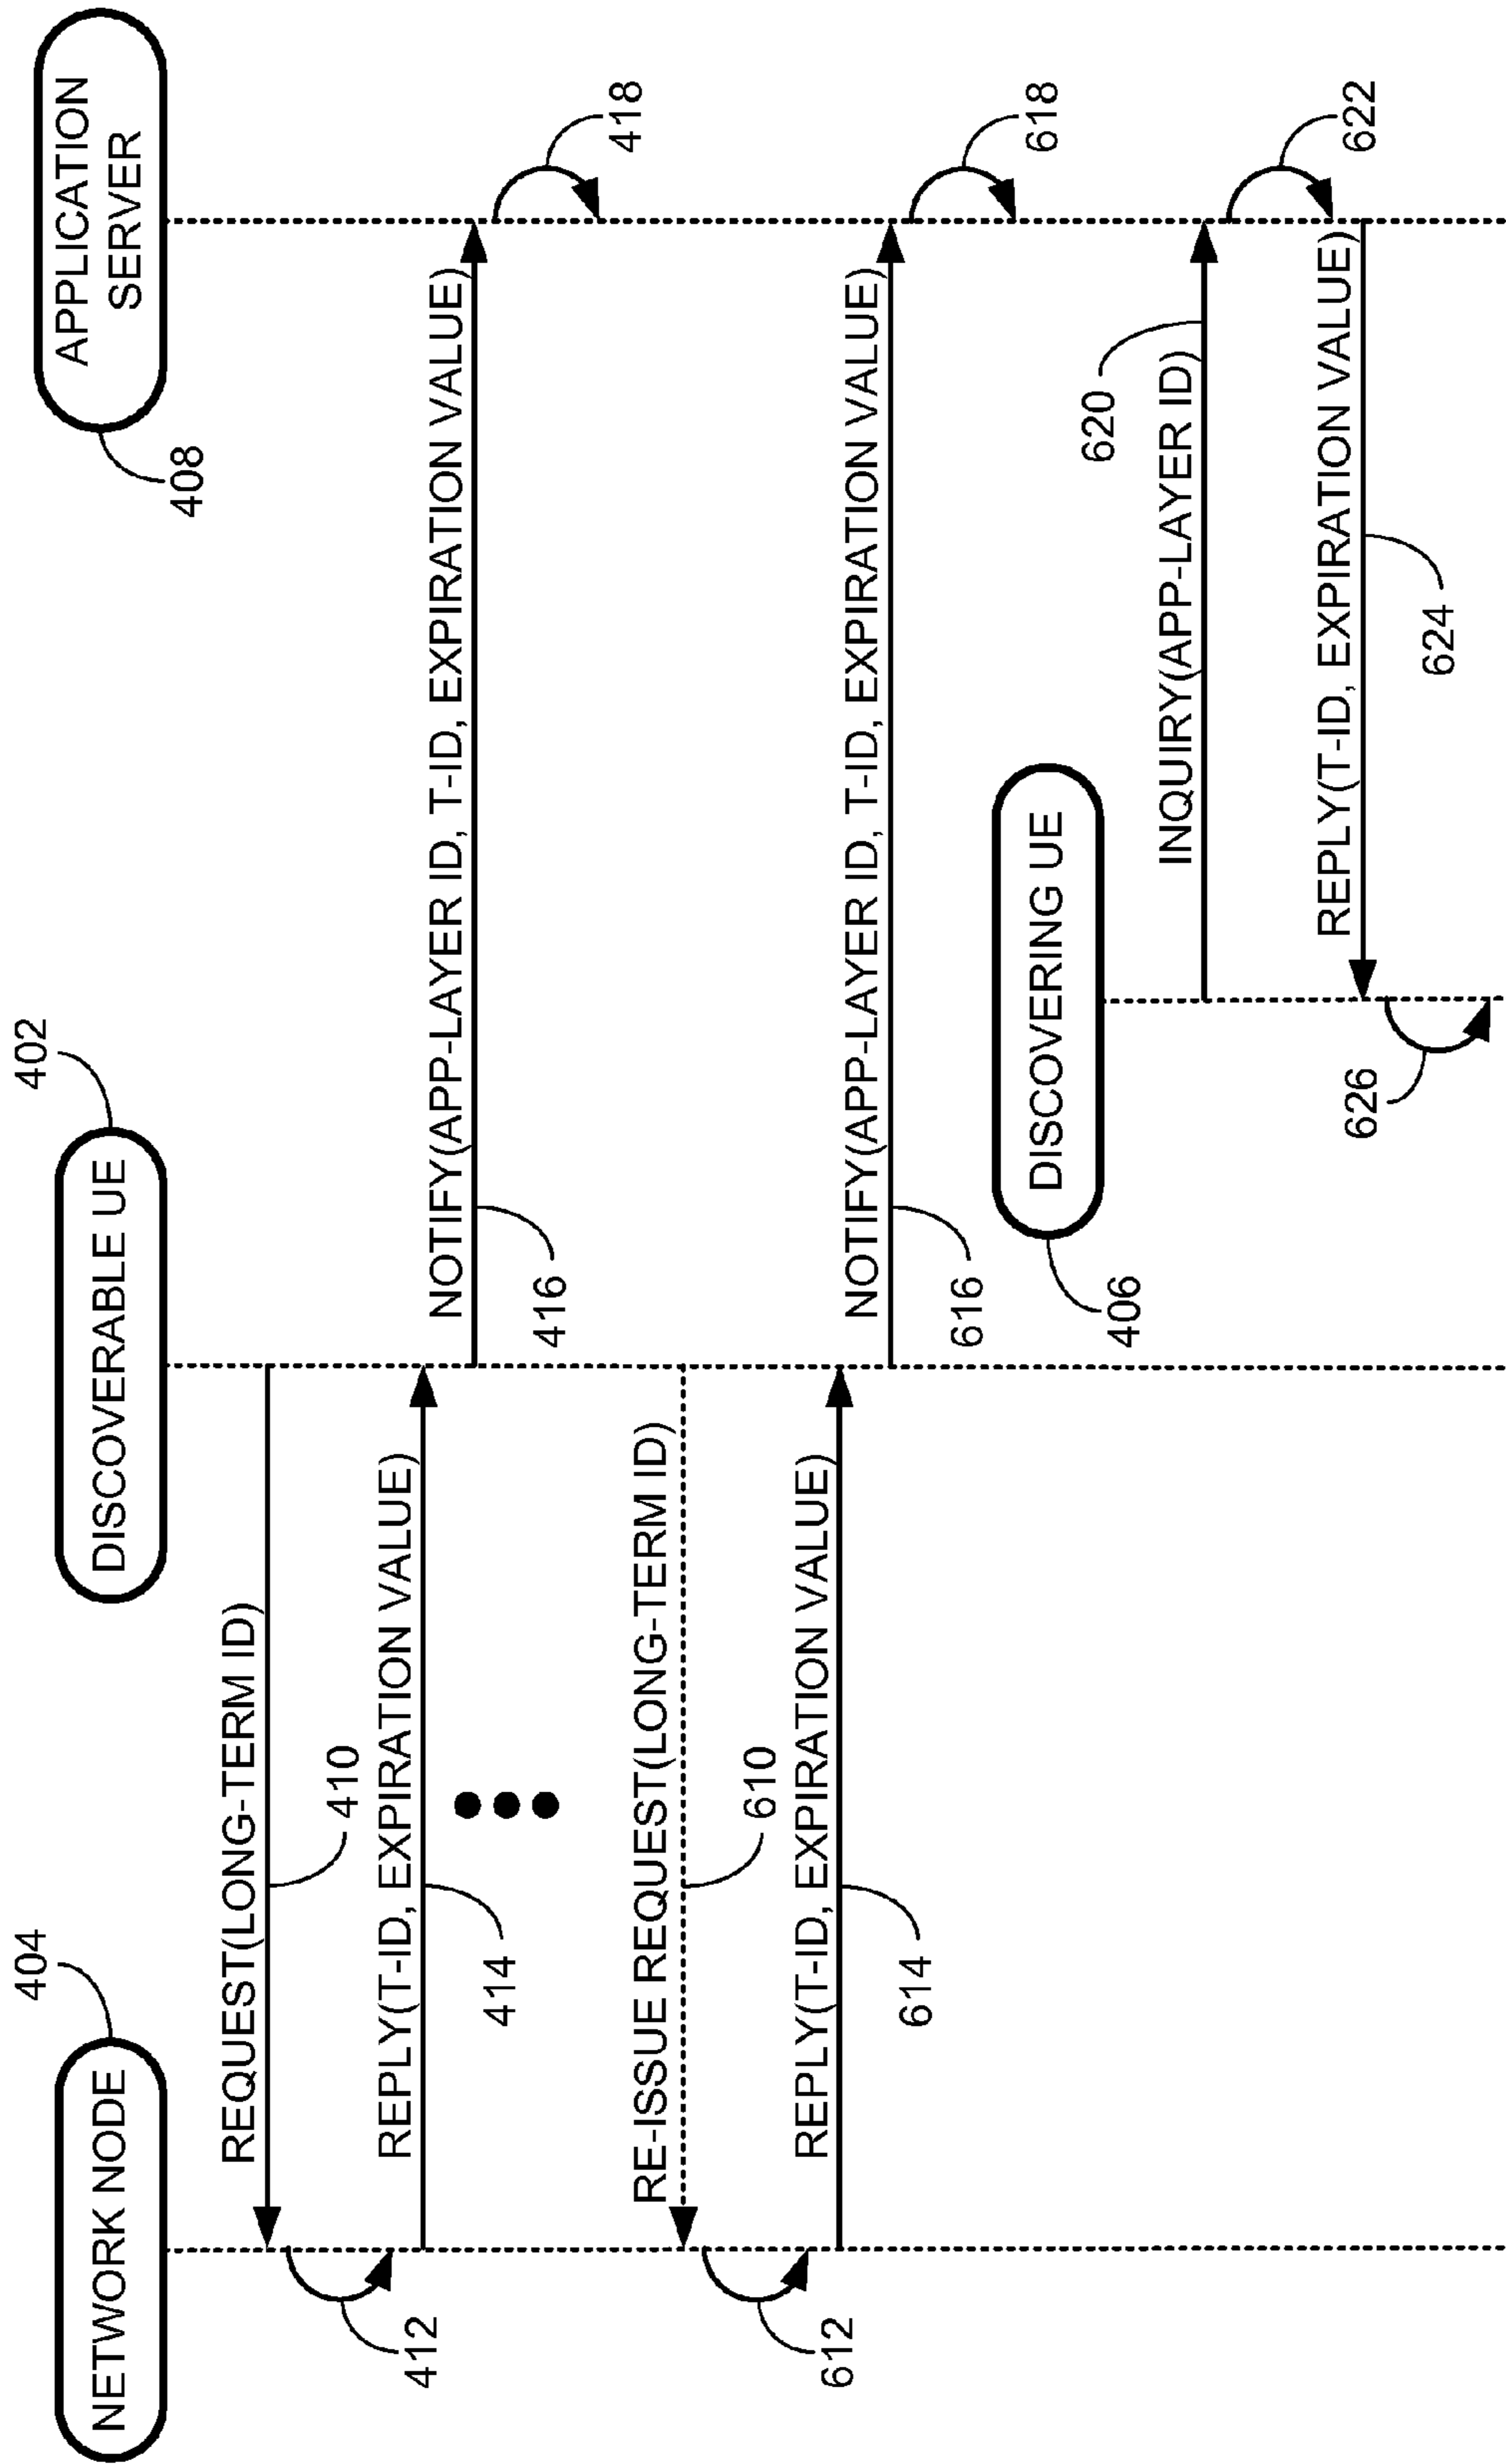 NETWORK NODE
404
DISCOVERABLE UE
402
APPLICATION
SERVER
408
REQUEST(LONG-TERM ID)
410
412
REPLY(T-ID, EXPIRATION VALUE)
414
NOTIFY(APP-LAYER ID, T-ID, EXPIRATION VALUE)
416
418
RE-ISSUE REQUEST(LONG-TERM ID)
610
612
REPLY(T-ID, EXPIRATION VALUE)
614
NOTIFY(APP-LAYER ID, T-ID, EXPIRATION VALUE)
616
618
DISCOVERING UE
406
620
INQUIRY(APP-LAYER ID)
622
REPLY(T-ID, EXPIRATION VALUE)
624
626